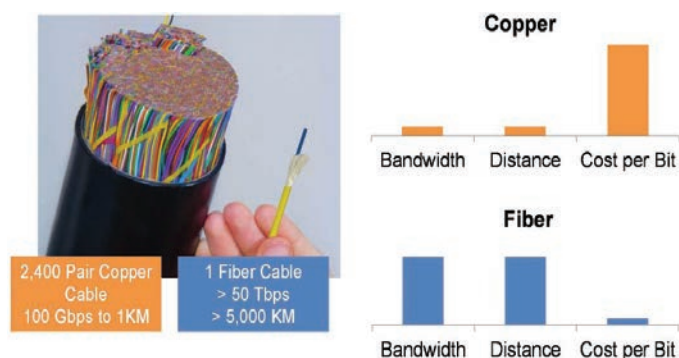 2,400 Pair Copper
Cable
100 Gbps to 1KM
1 Fiber Cable
> 50 Tbps
> 5,000 KM
Copper
Bandwidth Distance Cost per Bit
Fiber
Bandwidth Distance Cost per Bit